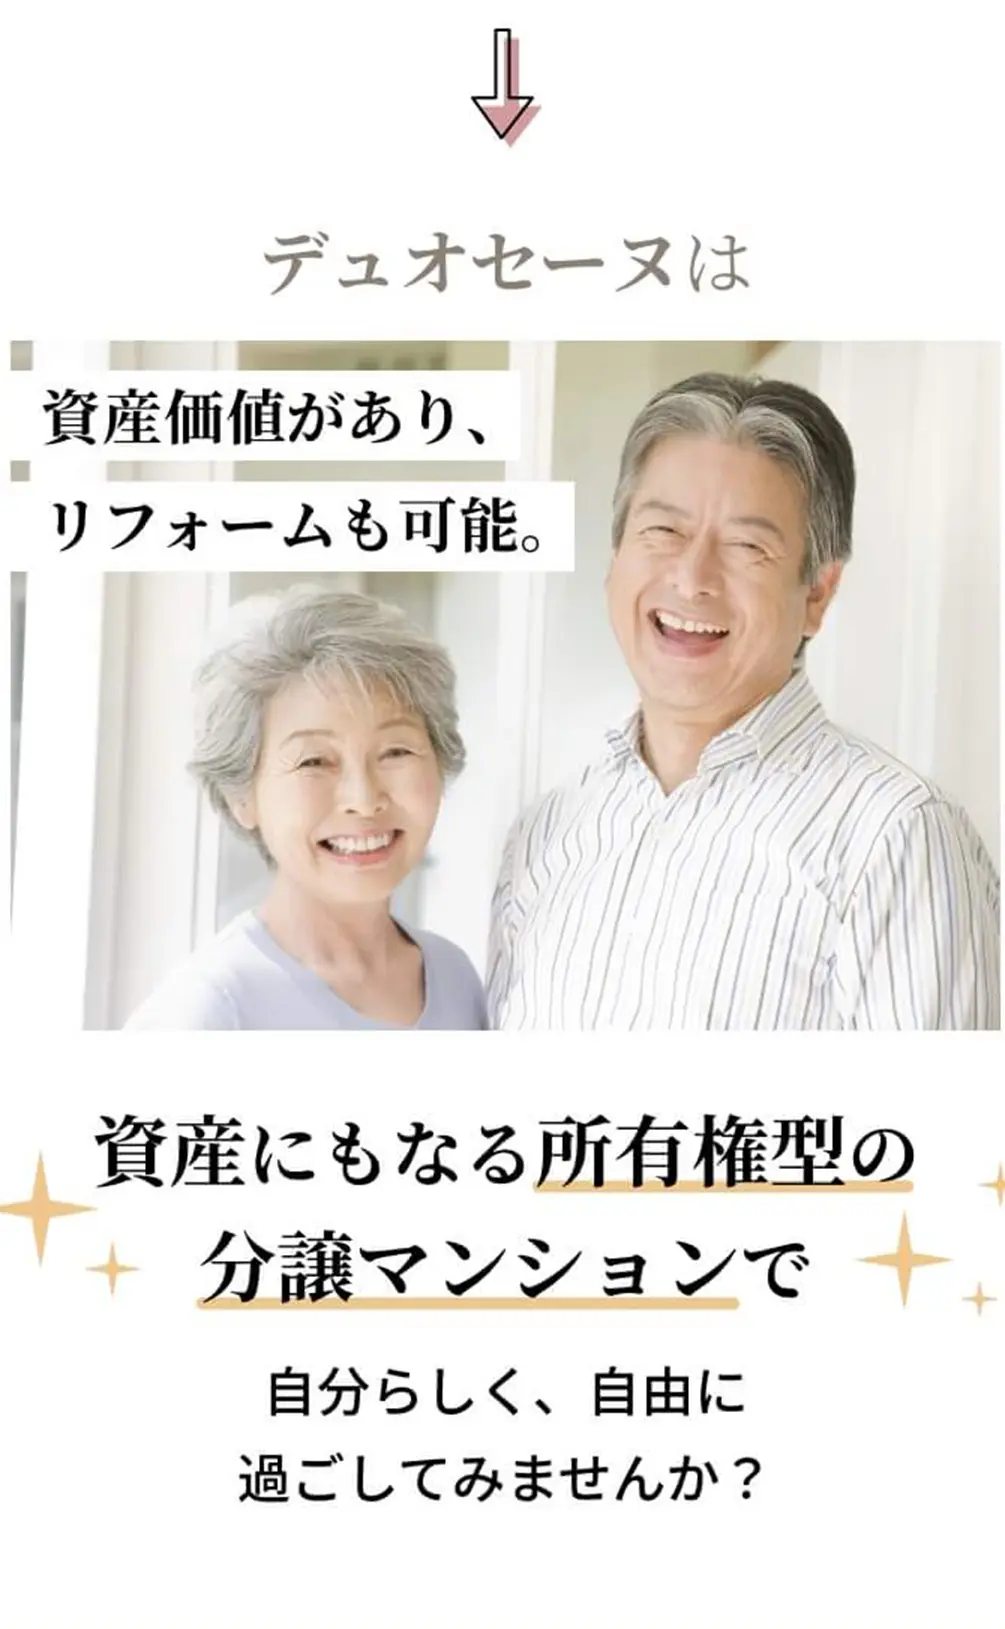 デュオセーヌは
資産価値があり、
リフォームも可能。
資産にもなる所有権型の
分譲マンションで
自分らしく、自由に
過ごしてみませんか？